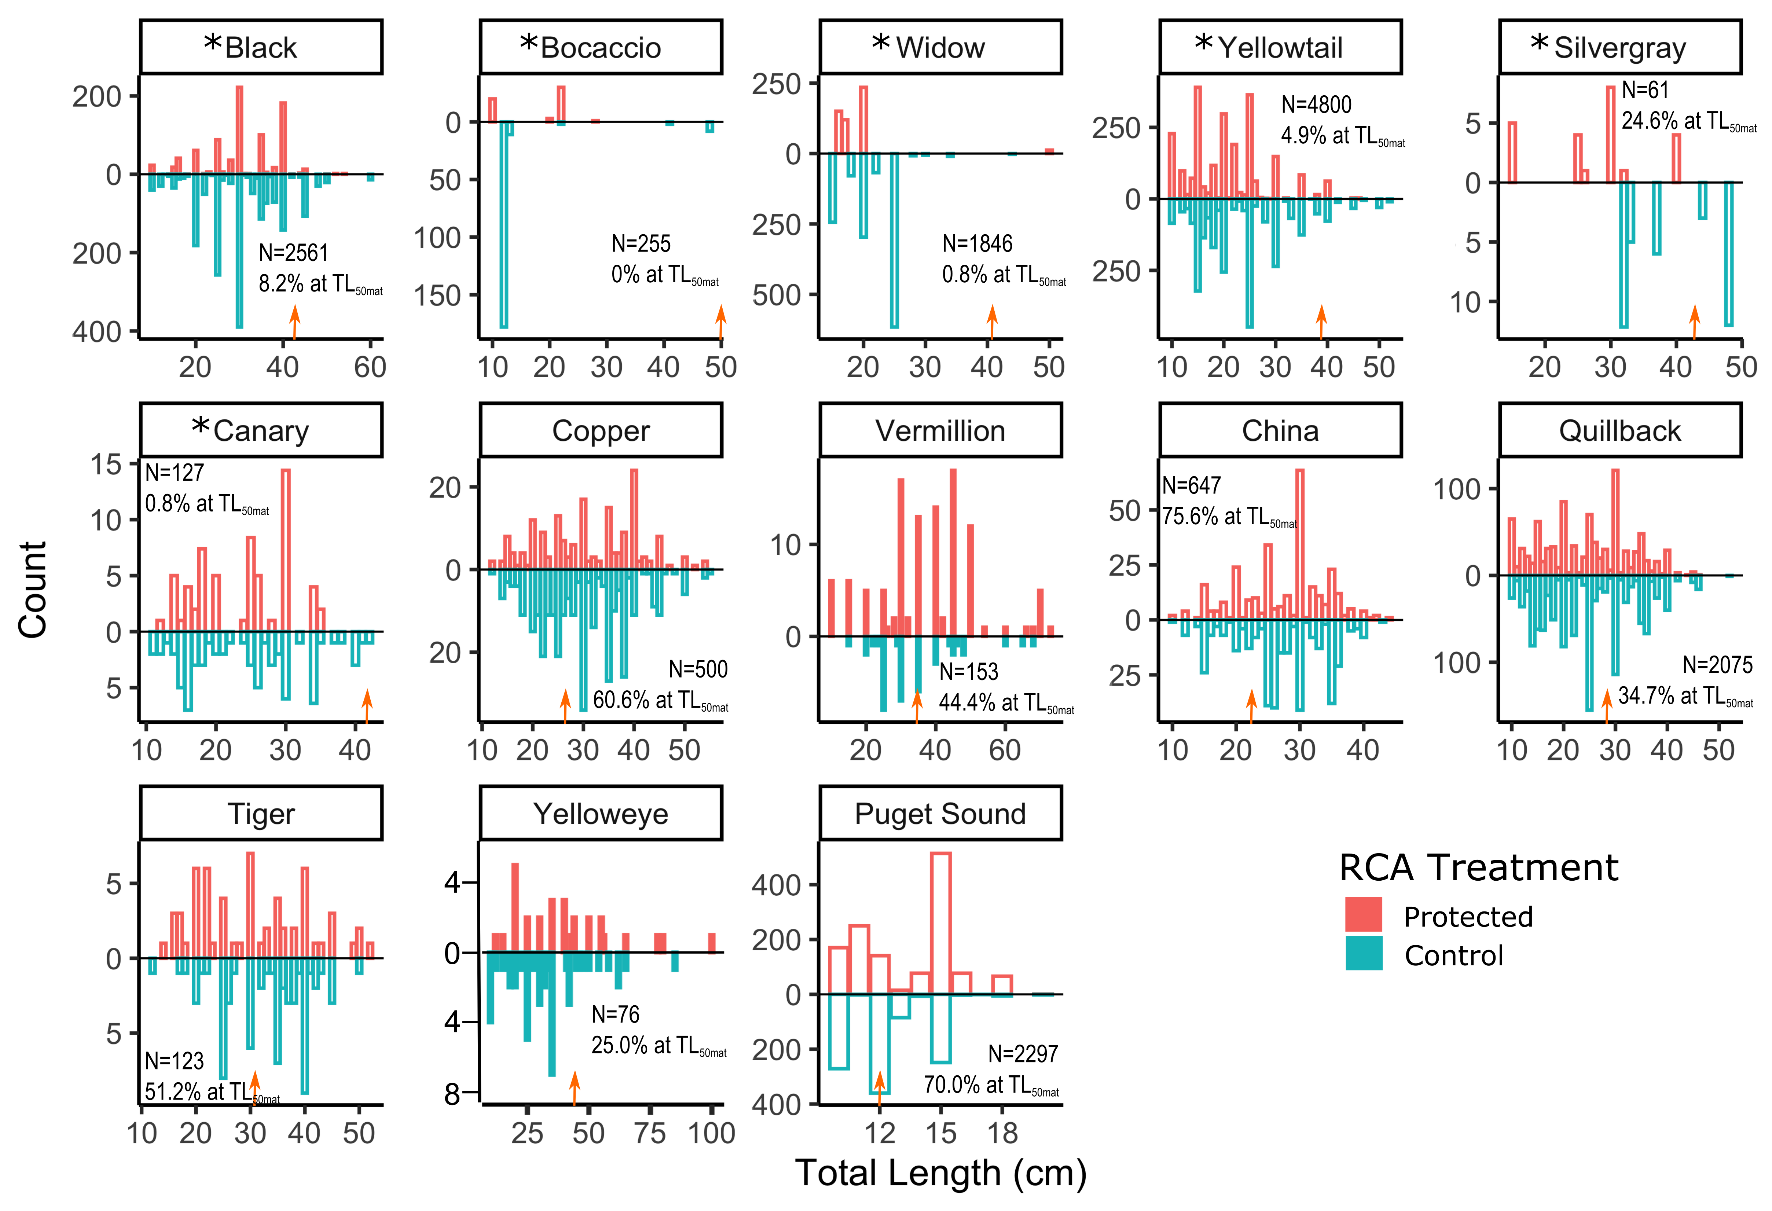 *Black
*Bocaccio
*Widow
*Yellowtail
*Silvergray
200
0
200
400
N=2561
8.2% at TL50mat
20 40 60
0
50
100
150
N=255
0% at TL50mat
10 20 30 40 50
250
0
250
500
N=1846
0.8% at TL50mat
20 30 40 50
250
0
250
N=4800
4.9% at TL50mat
10 20 30 40 50
5
0
5
10
N=61
24.6% at TL50mat
20 30 40 50
Count
*Canary
Copper
Vermillion
China
Quillback
15
10
5
0
5
N=127
0.8% at TL50mat
10 20 30 40
20
0
20
N=500
60.6% at TL50mat
10 20 30 40 50
10
0
N=153
44.4% at TL50mat
20 40 60
50
25
0
25
N=647
75.6% at TL50mat
10 20 30 40
100
0
100
N=2075
34.7% at TL50mat
10 20 30 40 50
Tiger
Yelloweye
Puget Sound
5
0
5
N=123
51.2% at TL50mat
10 20 30 40 50
4
0
4
8
N=76
25.0% at TL50mat
25 50 75 100
400
200
0
200
400
N=2297
70.0% at TL50mat
12 15 18
RCA Treatment
Protected
Control
Total Length (cm)